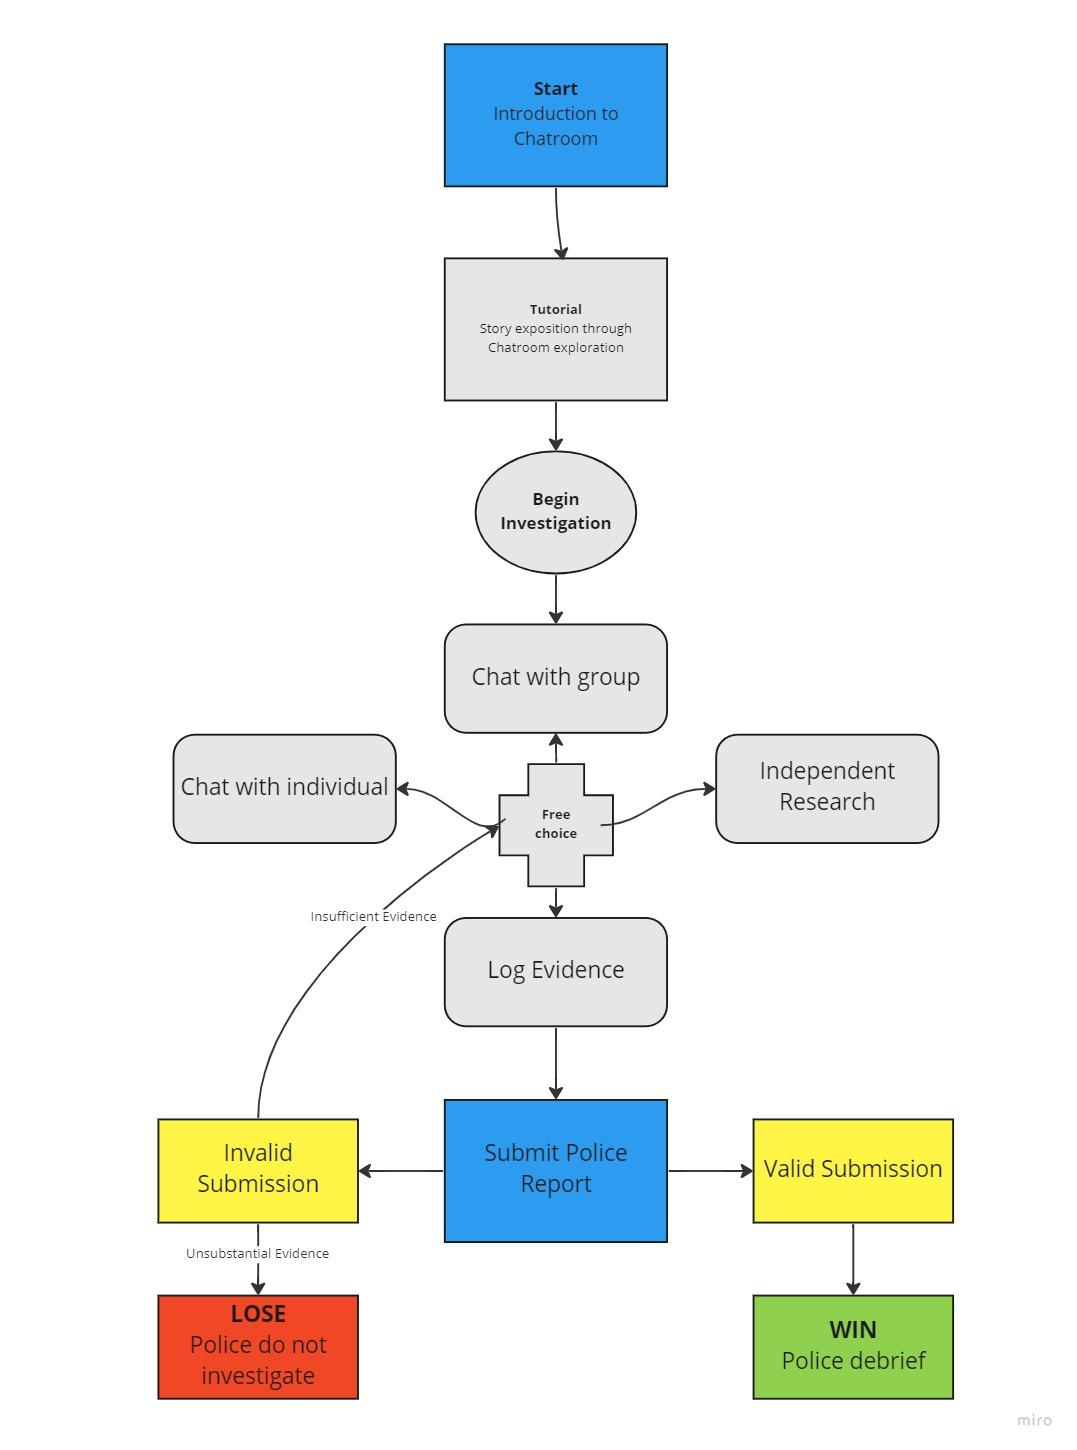 Start
Introduction to
Chatroom
Tutorial
Story exposition through
Chatroom exploration
Begin
Investigation
Chat with group
Chat with individual
Free
choice
Independent
Research
Insufficient Evidence
Log Evidence
Invalid
Submission
Submit Police
Report
Valid Submission
Unsubstantial Evidence
LOSE
Police do not
investigate
WIN
Police debrief
miro